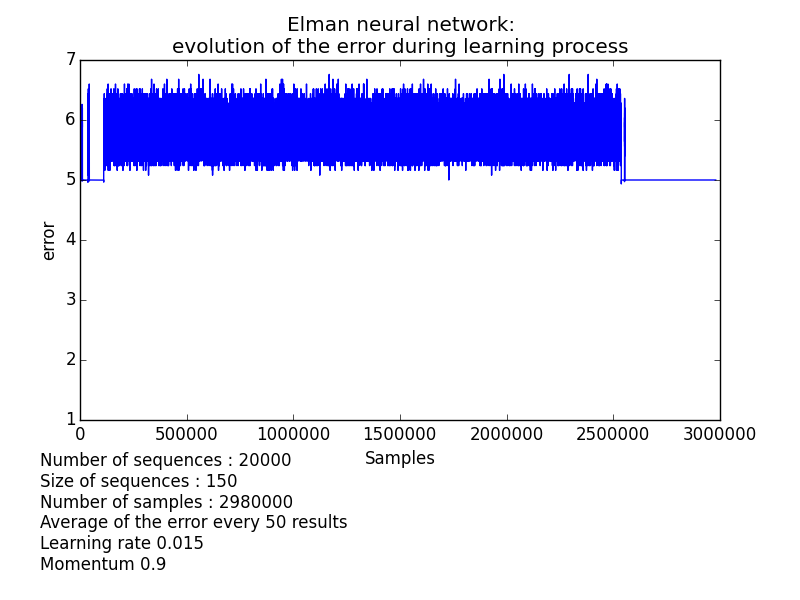 Elman neural network:
evolution of the error during learning process
7
6
5
4
3
2
1
error
0 500000 1000000 1500000 2000000 2500000 3000000
Samples
Number of sequences : 20000
Size of sequences : 150
Number of samples : 2980000
Average of the error every 50 results
Learning rate 0.015
Momentum 0.9